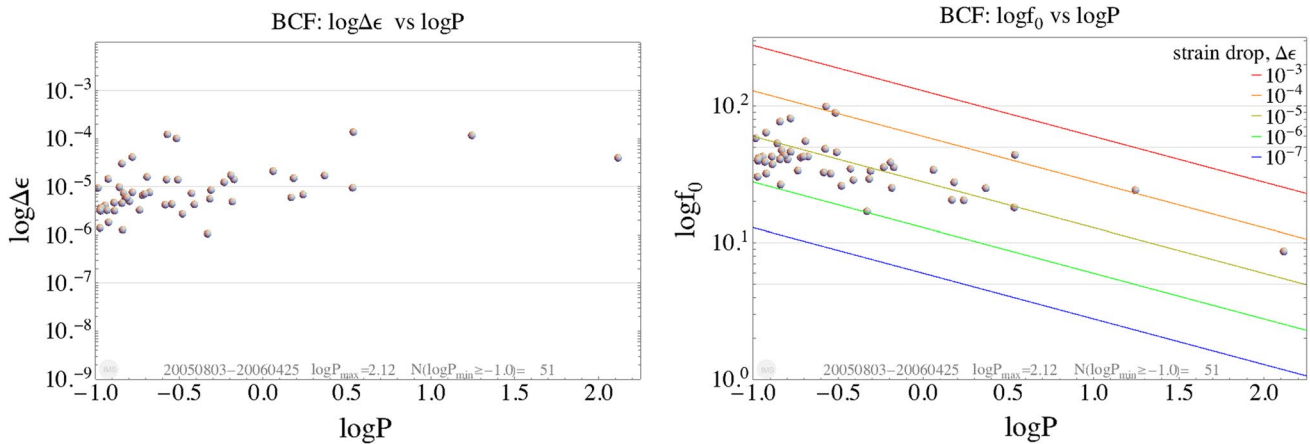 BCF: logΔϵ vs logP
10.⁻³
10.⁻⁴
10.⁻⁵
10.⁻⁶
10.⁻⁷
10.⁻⁸
10.⁻⁹
logΔϵ
20050803−20060425 logPmax=2.12 N(logPmin≥−1.0)= 51
−1.0 −0.5 0.0 0.5 1.0 1.5 2.0
logP
BCF: logf₀ vs logP
strain drop, Δϵ
10⁻³
10⁻⁴
10⁻⁵
10⁻⁶
10⁻⁷
10.²
10.¹
10.⁰
logf₀
20050803−20060425 logPmax=2.12 N(logPmin≥−1.0)= 51
−1.0 −0.5 0.0 0.5 1.0 1.5 2.0
logP